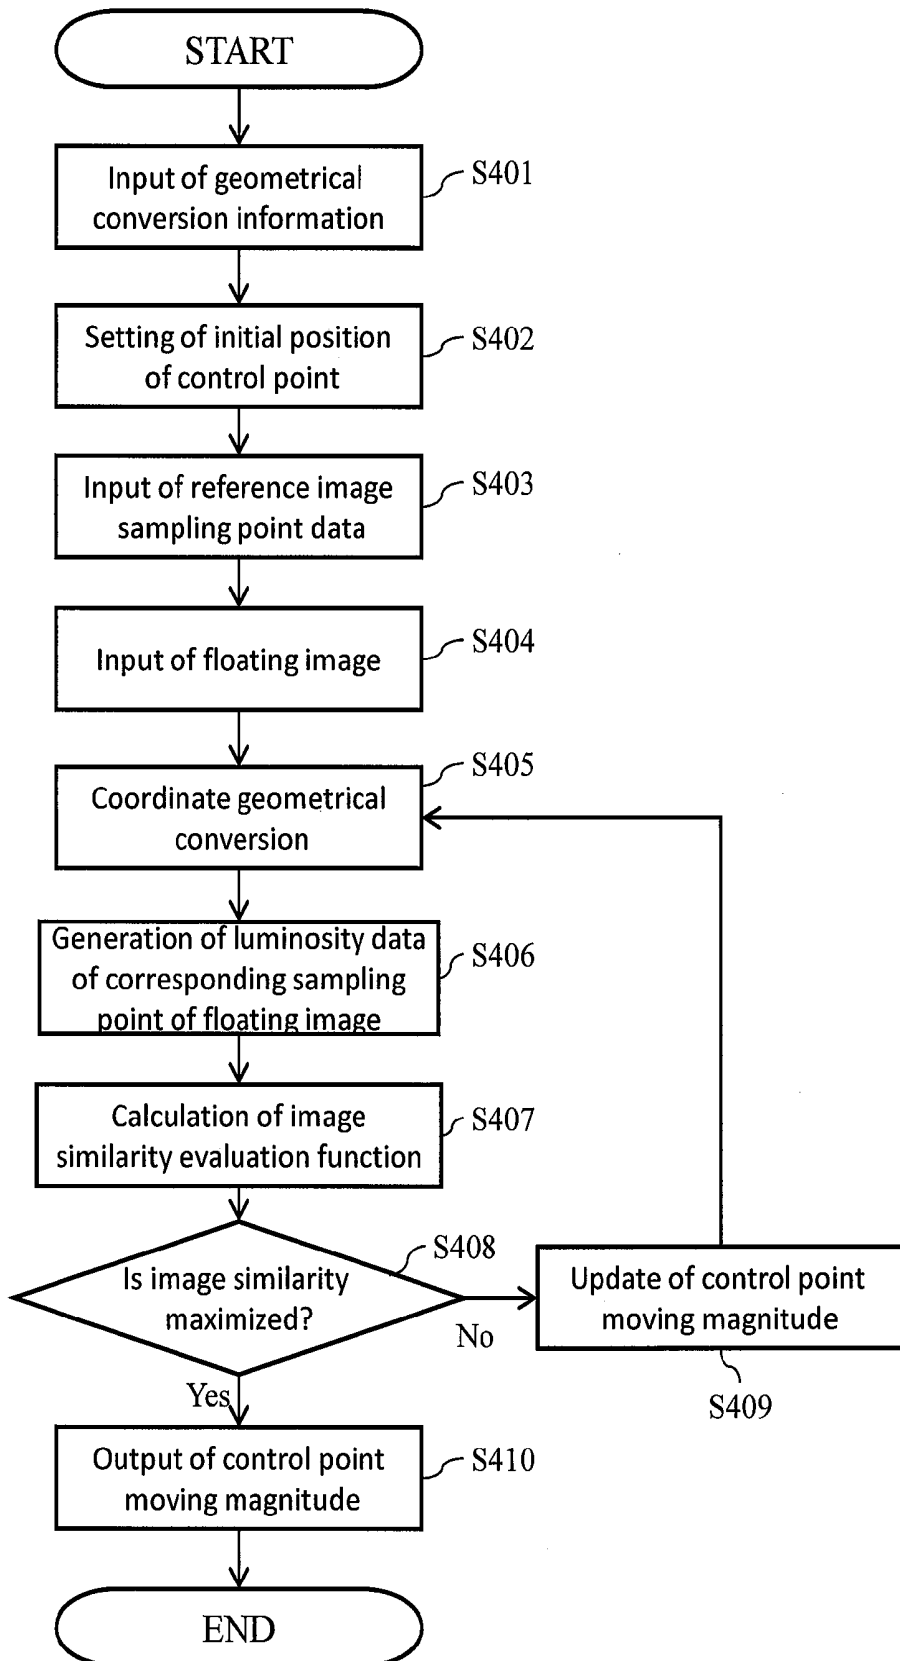 START
Input of geometrical
conversion information
S401
Setting of initial position
of control point
S402
Input of reference image
sampling point data
S403
Input of floating image
S404
Coordinate geometrical
conversion
S405
Generation of luminosity data
of corresponding sampling
point of floating image
S406
Calculation of image
similarity evaluation function
S407
Is image similarity
maximized?
S408
No
Update of control point
moving magnitude
S409
Yes
Output of control point
moving magnitude
S410
END